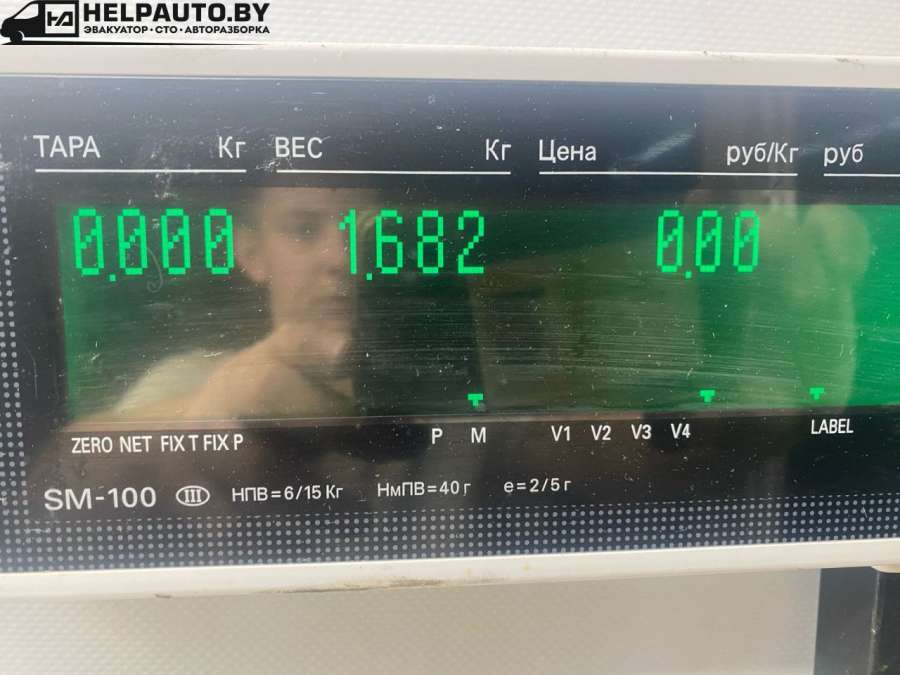 HELPAUTO.BY
ЭВАКУАТОР • СТО • АВТОРАЗБОРКА
ТАРА Кг ВЕС Кг Цена руб/Кг руб
0.000 1.682 0.00
ZERO NET FIX T FIX P P M V1 V2 V3 V4 LABEL
SM-100 III НПВ=6/15 Кг НмПВ=40 г e=2/5 г